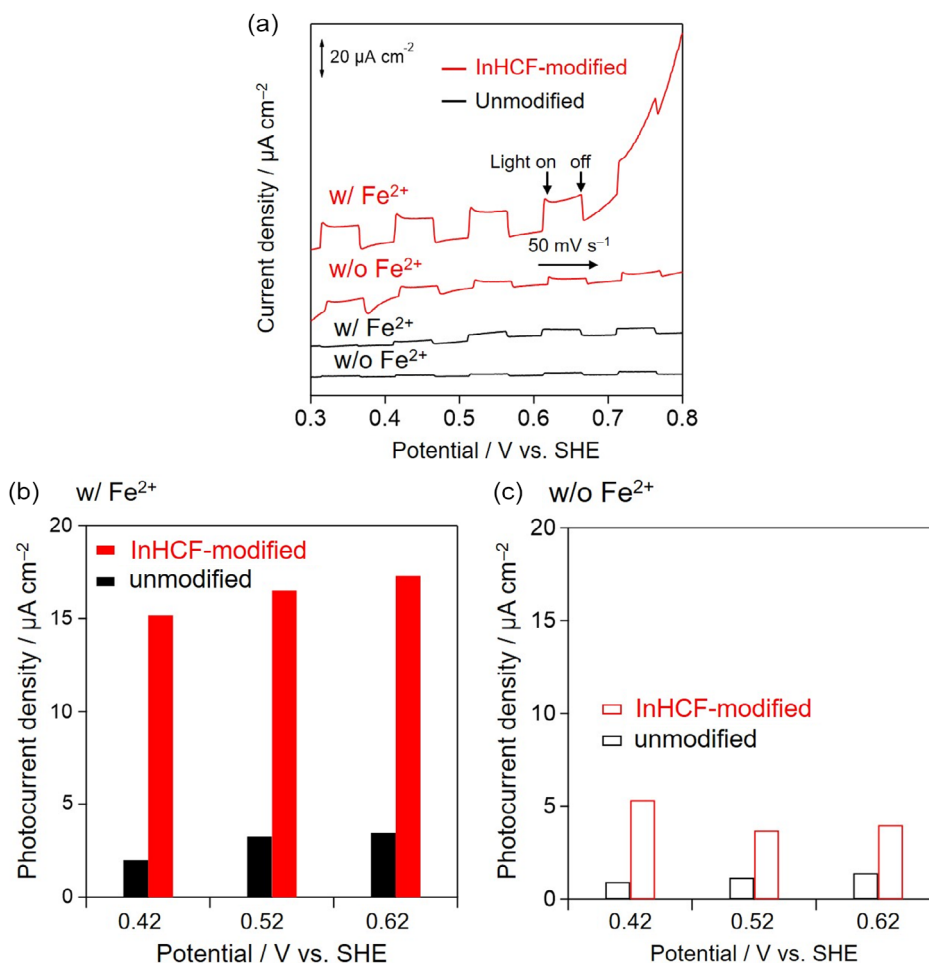 (a)
20 µA cm⁻²
InHCF-modified
Unmodified
Light on off
w/ Fe²⁺
50 mV s⁻¹
w/o Fe²⁺
w/ Fe²⁺
w/o Fe²⁺
Current density / µA cm⁻²
0.3 0.4 0.5 0.6 0.7 0.8
Potential / V vs. SHE
(b) w/ Fe²⁺
InHCF-modified
unmodified
Photocurrent density / µA cm⁻²
20
15
10
5
0
0.42 0.52 0.62
Potential / V vs. SHE
(c) w/o Fe²⁺
InHCF-modified
unmodified
Photocurrent density / µA cm⁻²
20
15
10
5
0
0.42 0.52 0.62
Potential / V vs. SHE